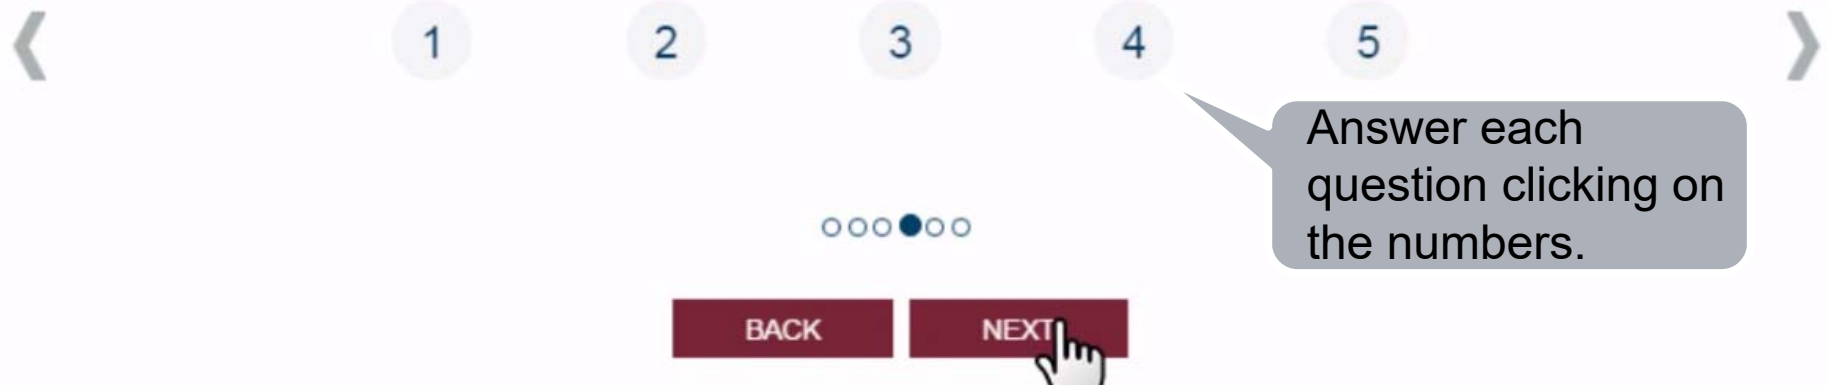 1 2 3 4 5
Answer each
question clicking on
the numbers.
BACK NEXT